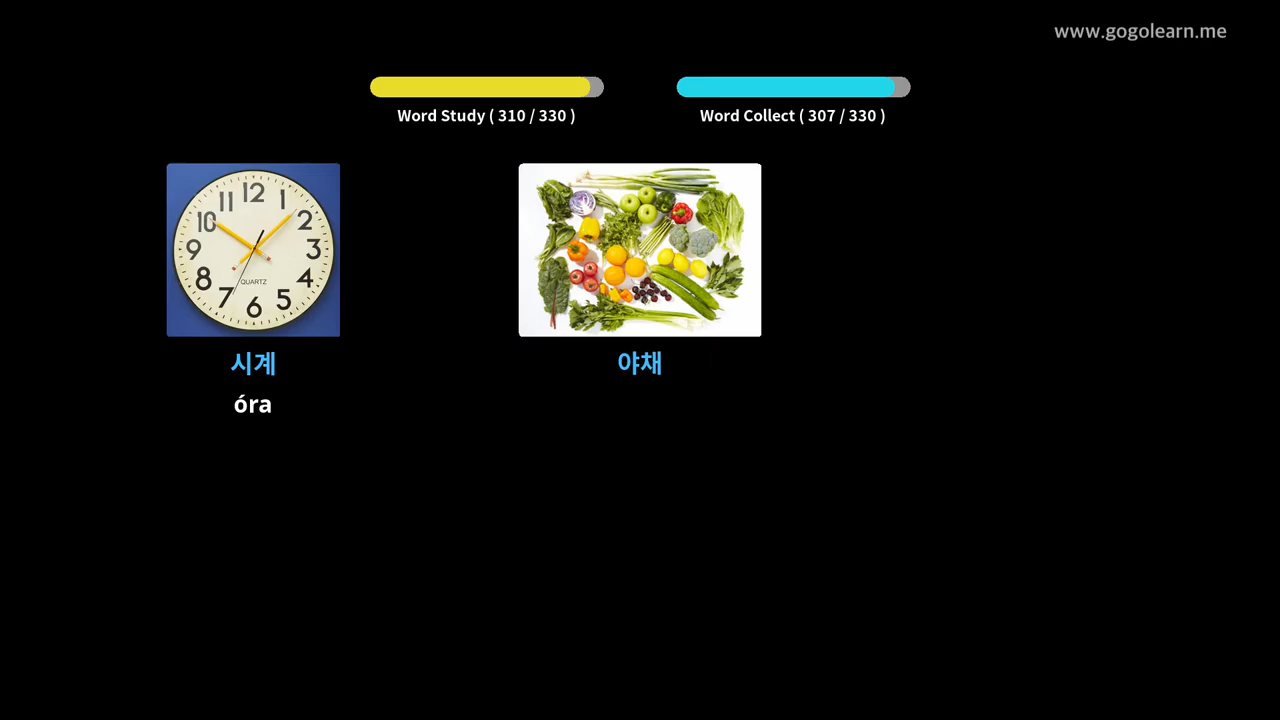 www.gogolearn.me
Word Study ( 310 / 330 )
Word Collect ( 307 / 330 )
12
11
1
10
2
9
3
8
4
QUARTZ
7
5
6
시계
야채
óra